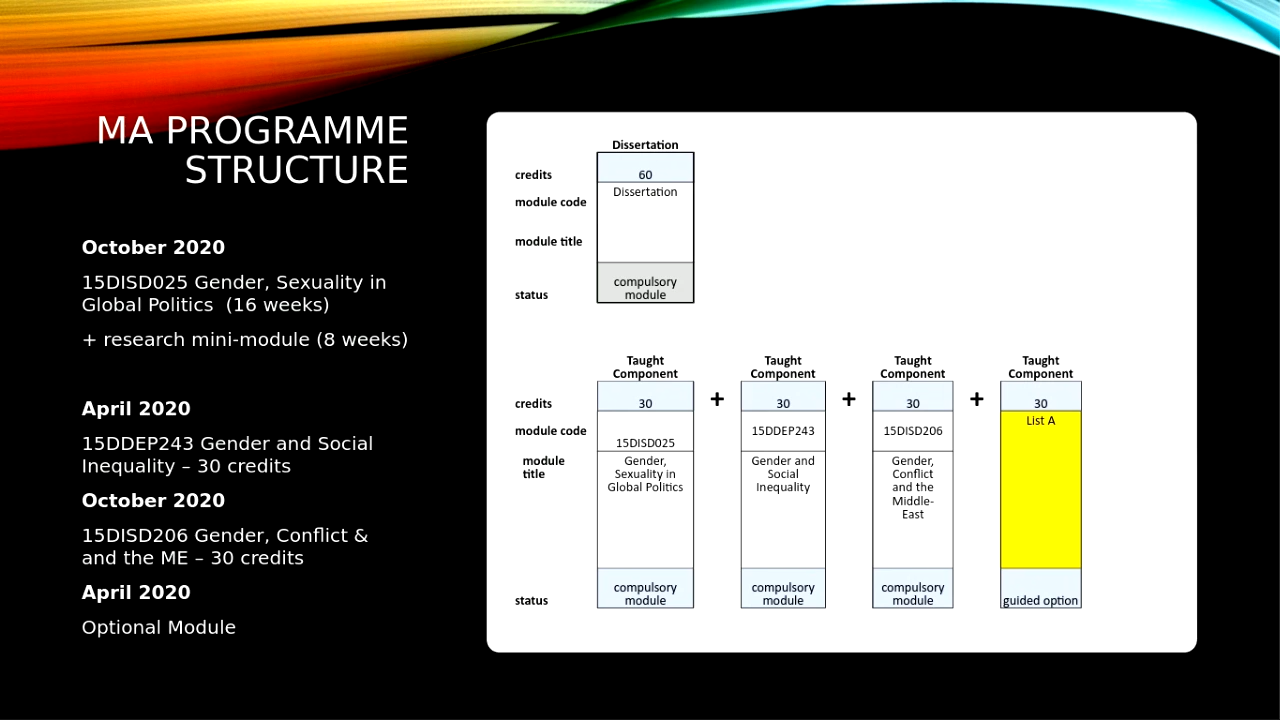 MA PROGRAMME
STRUCTURE
October 2020
15DISD025 Gender, Sexuality in
Global Politics  (16 weeks)
+ research mini-module (8 weeks)
April 2020
15DDEP243 Gender and Social
Inequality – 30 credits
October 2020
15DISD206 Gender, Conflict &
and the ME – 30 credits
April 2020
Optional Module
Dissertation
credits 60
module code Dissertation
module title
compulsory
status module
Taught Taught Taught Taught
Component Component Component Component
+ + +
credits 30 30 30 30
List A
module code 15DISD025 15DDEP243 15DISD206
module Gender, Gender and Gender,
title Sexuality in Social Conflict
Global Politics Inequality and the
Middle-
East
compulsory compulsory compulsory
status module module module guided option